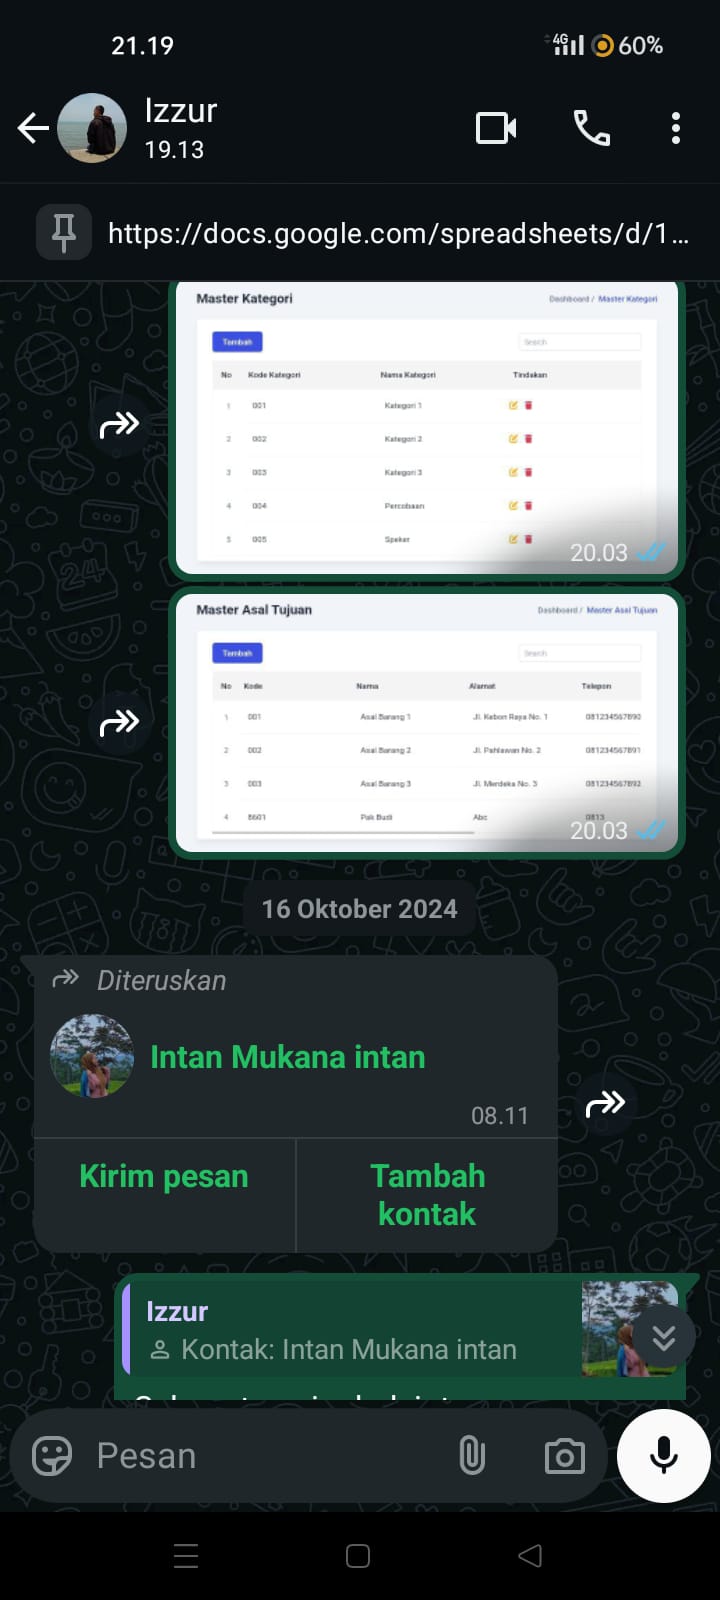 21.19
4G
60%
Izzur
19.13
https://docs.google.com/spreadsheets/d/1...
Master Kategori
Dashboard / Master Kategori
Tambah
Search
No Kode Kategori Nama Kategori Tindakan
1 001 Kategori 1
2 002 Kategori 2
3 003 Kategori 3
4 004 Percobaan
5 005 Speker
20.03
Master Asal Tujuan
Dashboard / Master Asal Tujuan
Tambah
Search
No Kode Nama Alamat Telepon
1 001 Asal Barang 1 Jl. Kebon Raya No. 1 081234567890
2 002 Asal Barang 2 Jl. Pahlawan No. 2 081234567891
3 003 Asal Barang 3 Jl. Merdeka No. 3 081234567892
4 8601 Pak Budi Abc 0813
20.03
16 Oktober 2024
Diteruskan
Intan Mukana intan
08.11
Kirim pesan
Tambah
kontak
Izzur
Kontak: Intan Mukana intan
Pesan